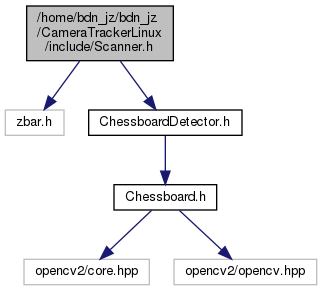 /home/bdn_jz/bdn_jz
/CameraTrackerLinux
/include/Scanner.h
zbar.h
ChessboardDetector.h
Chessboard.h
opencv2/core.hpp
opencv2/opencv.hpp